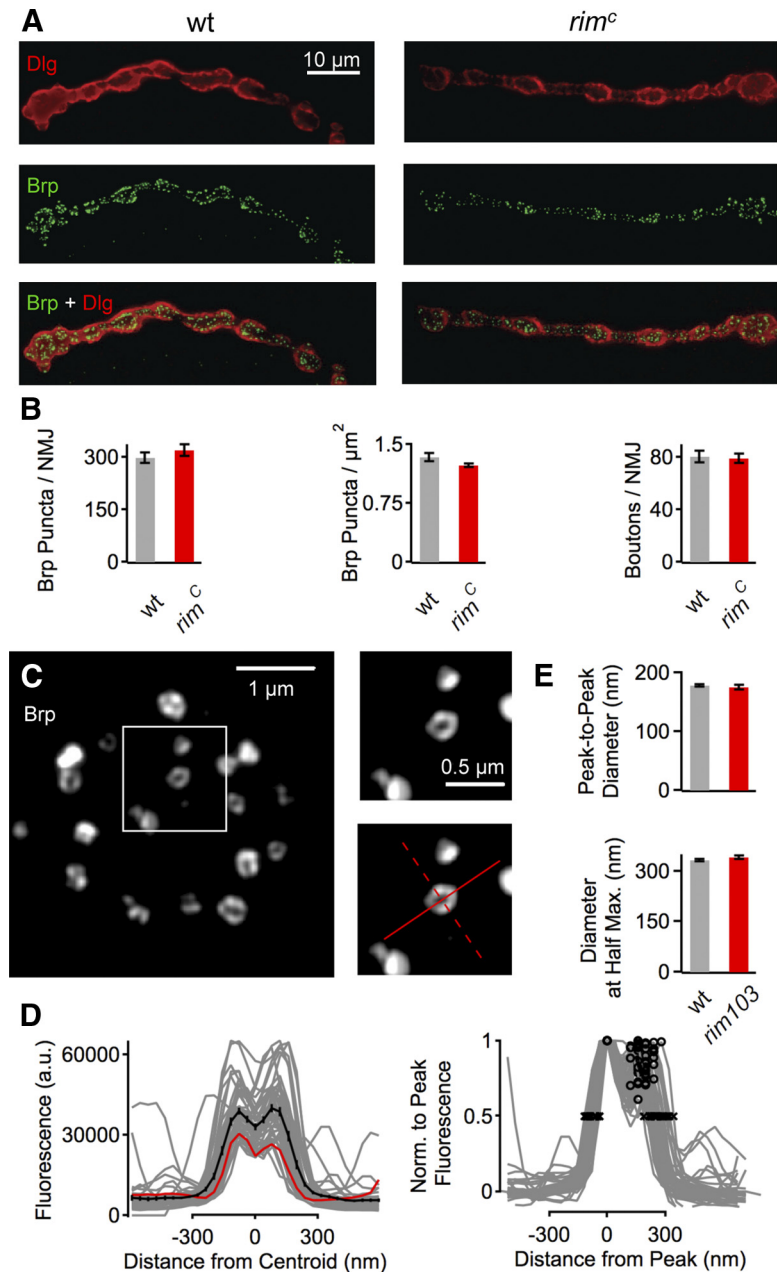 A
wt
rimᶜ
Dlg
10 µm
Brp
Brp + Dlg
B
Brp Puncta / NMJ
300
150
0
wt
rim C
Brp Puncta / µm²
1.5
0.75
0
wt
rim C
Boutons / NMJ
80
40
0
wt
rim C
C
Brp
1 µm
0.5 µm
E
Peak-to-Peak
Diameter (nm)
200
100
0
Diameter
at Half Max. (nm)
300
150
0
wt
rim103
D
Fluorescence (a.u.)
60000
30000
0
-300
0
300
Distance from Centroid (nm)
Norm. to Peak
Fluorescence
1
0.5
0
-300
0
300
Distance from Peak (nm)